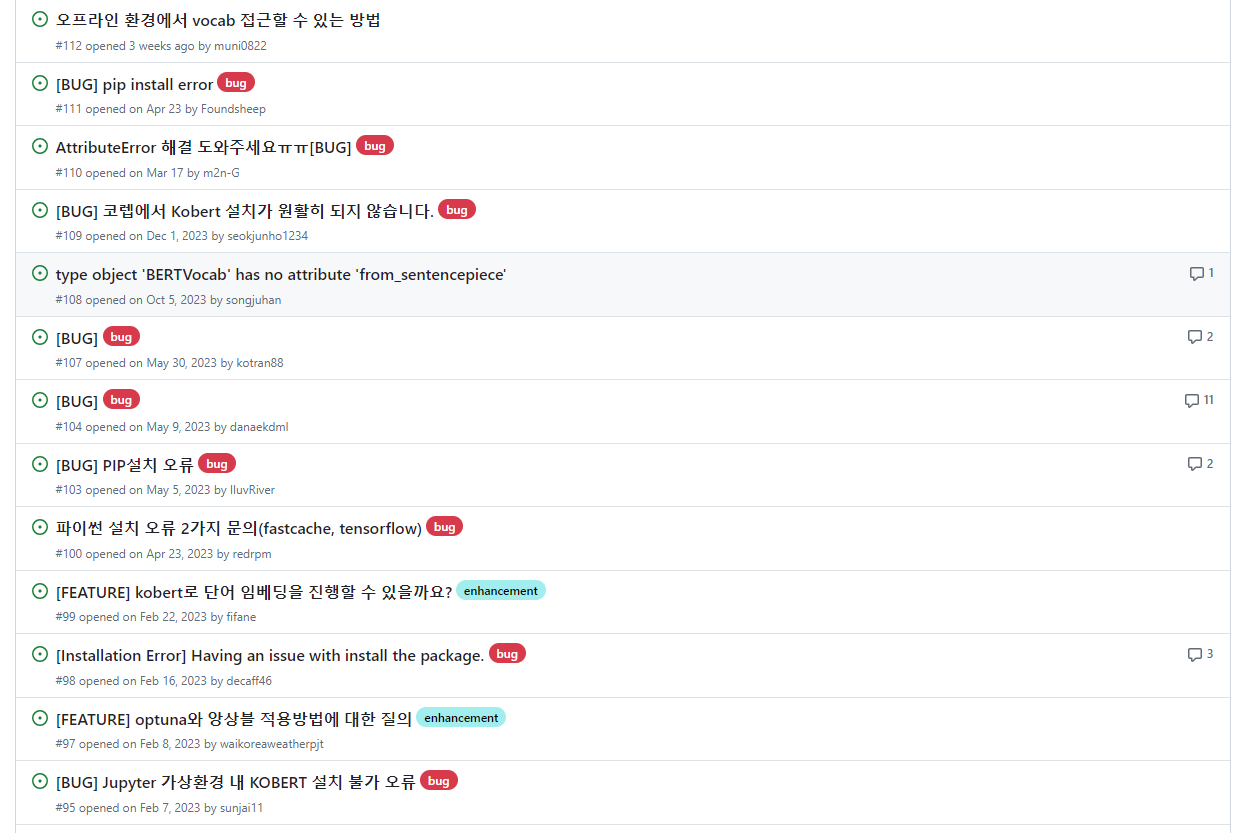 오프라인 환경에서 vocab 접근할 수 있는 방법
#112 opened 3 weeks ago by muni0822
[BUG] pip install error bug
#111 opened on Apr 23 by Foundsheep
AttributeError 해결 도와주세요ㅠㅠ[BUG] bug
#110 opened on Mar 17 by m2n-G
[BUG] 코렙에서 Kobert 설치가 원활히 되지 않습니다. bug
#109 opened on Dec 1, 2023 by seokjunho1234
type object 'BERTVocab' has no attribute 'from_sentencepiece' 1
#108 opened on Oct 5, 2023 by songjuhan
[BUG] bug 2
#107 opened on May 30, 2023 by kotran88
[BUG] bug 11
#104 opened on May 9, 2023 by danaekdml
[BUG] PIP설치 오류 bug 2
#103 opened on May 5, 2023 by IluvRiver
파이썬 설치 오류 2가지 문의(fastcache, tensorflow) bug
#100 opened on Apr 23, 2023 by redrpm
[FEATURE] kobert로 단어 임베딩을 진행할 수 있을까요? enhancement
#99 opened on Feb 22, 2023 by fifane
[Installation Error] Having an issue with install the package. bug 3
#98 opened on Feb 16, 2023 by decaff46
[FEATURE] optuna와 앙상블 적용방법에 대한 질의 enhancement
#97 opened on Feb 8, 2023 by waikoreaweatherpjt
[BUG] Jupyter 가상환경 내 KOBERT 설치 불가 오류 bug
#95 opened on Feb 7, 2023 by sunjai11